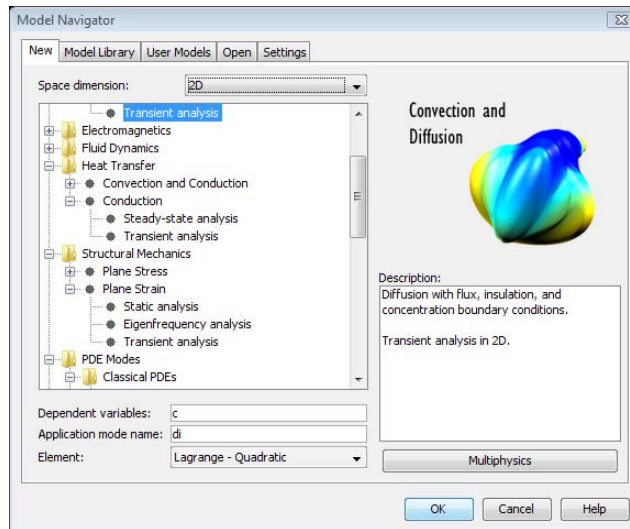 Model Navigator
New Model Library User Models Open Settings
Space dimension: 2D
Transient analysis
Electromagnetics
Fluid Dynamics
Heat Transfer
Convection and Conduction
Conduction
Steady-state analysis
Transient analysis
Structural Mechanics
Plane Stress
Plane Strain
Static analysis
Eigenfrequency analysis
Transient analysis
PDE Modes
Classical PDEs
Dependent variables: c
Application mode name: di
Element: Lagrange - Quadratic
Convection and
Diffusion
Description:
Diffusion with flux, insulation, and
concentration boundary conditions.
Transient analysis in 2D.
Multiphysics
OK Cancel Help